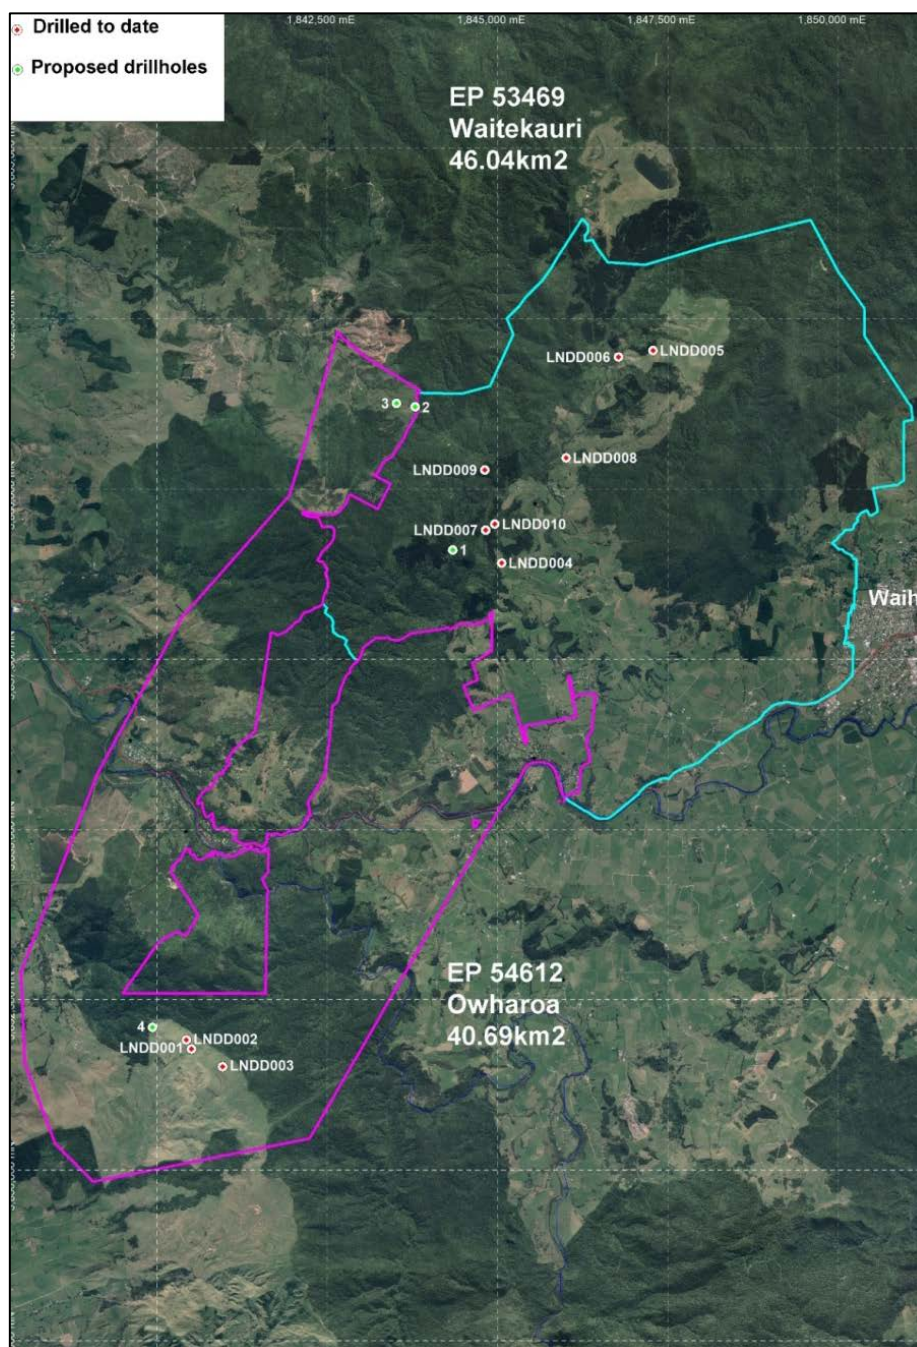 Drilled to date
Proposed drillholes
1,842,500 mE
1,845,000 mE
1,847,500 mE
1,850,000 mE
EP 53469
Waitekauri
46.04km2
LNDD006
LNDD005
3
2
LNDD009
LNDD008
LNDD010
LNDD007
1
LNDD004
Waih
EP 54612
Owharoa
40.69km2
4
LNDD002
LNDD001
LNDD003